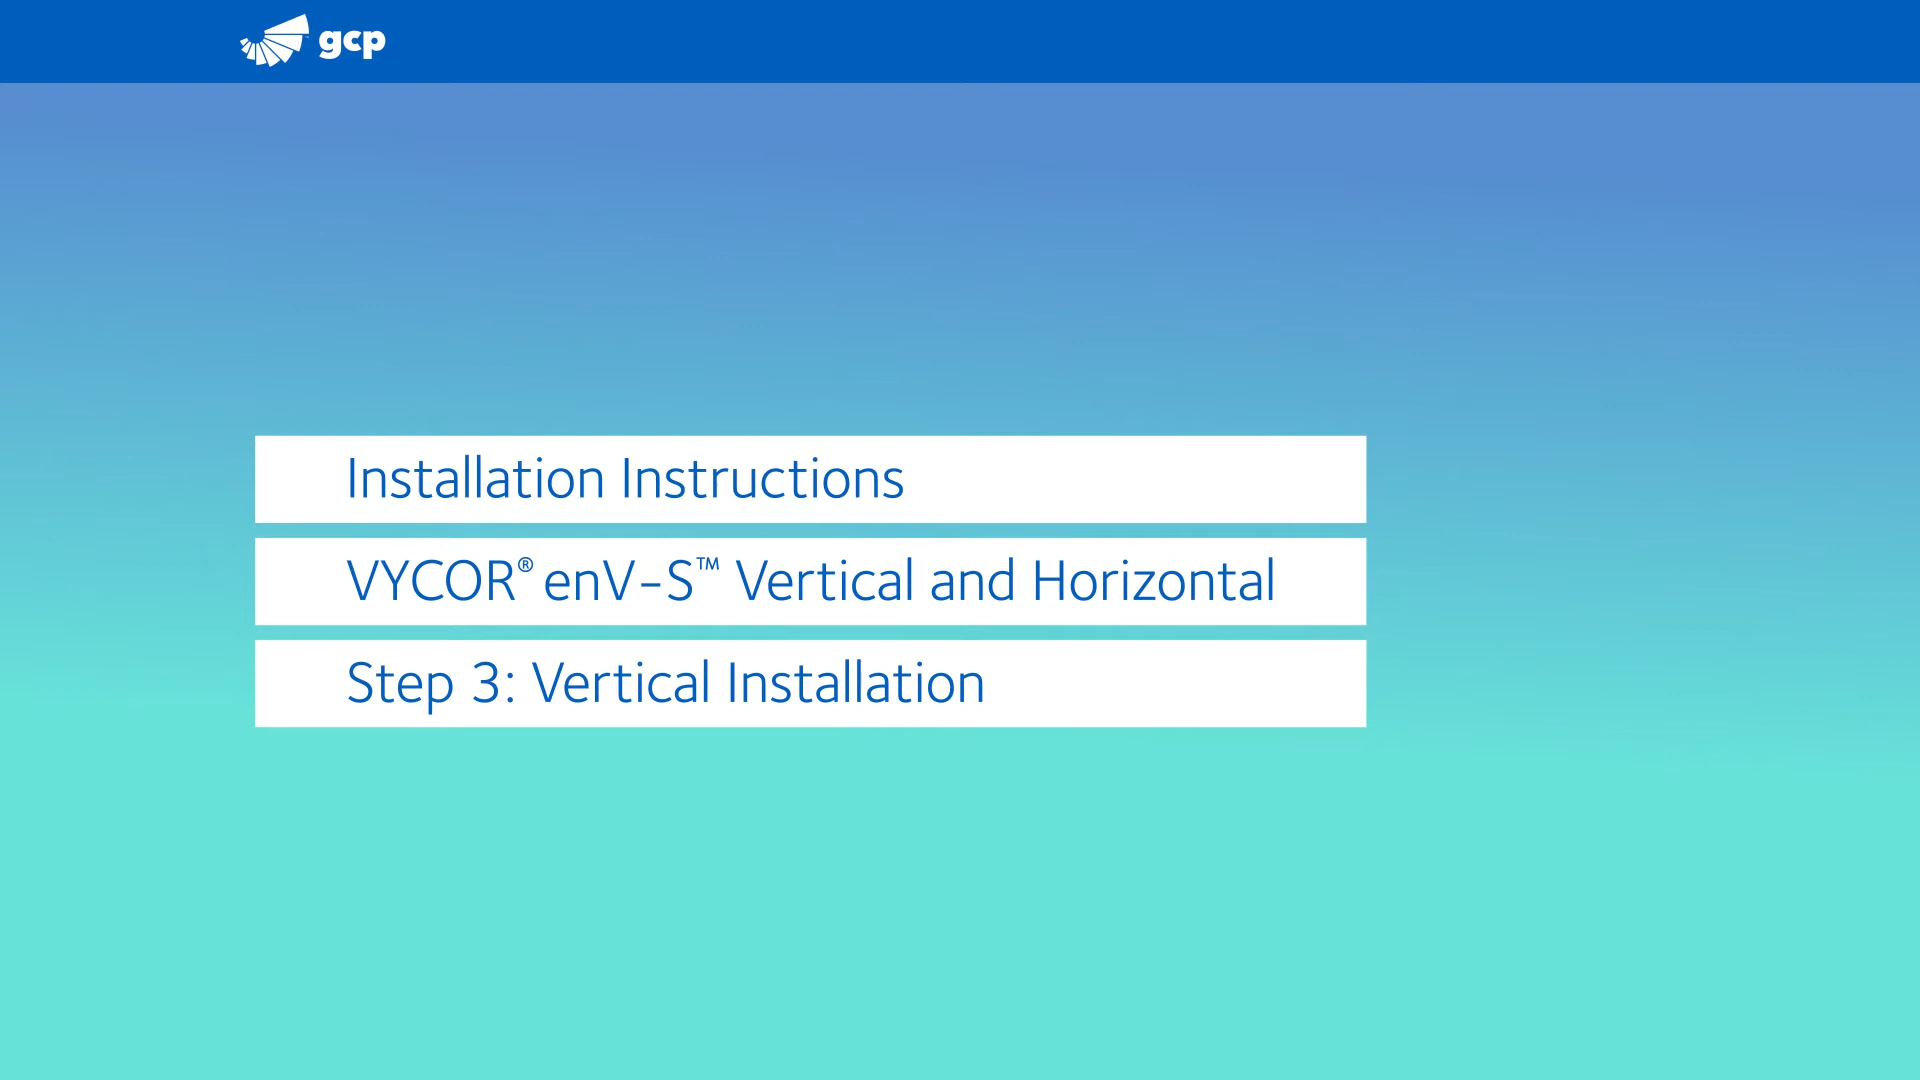 gcp
Installation Instructions
VYCOR® enV-S™ Vertical and Horizontal
Step 3: Vertical Installation